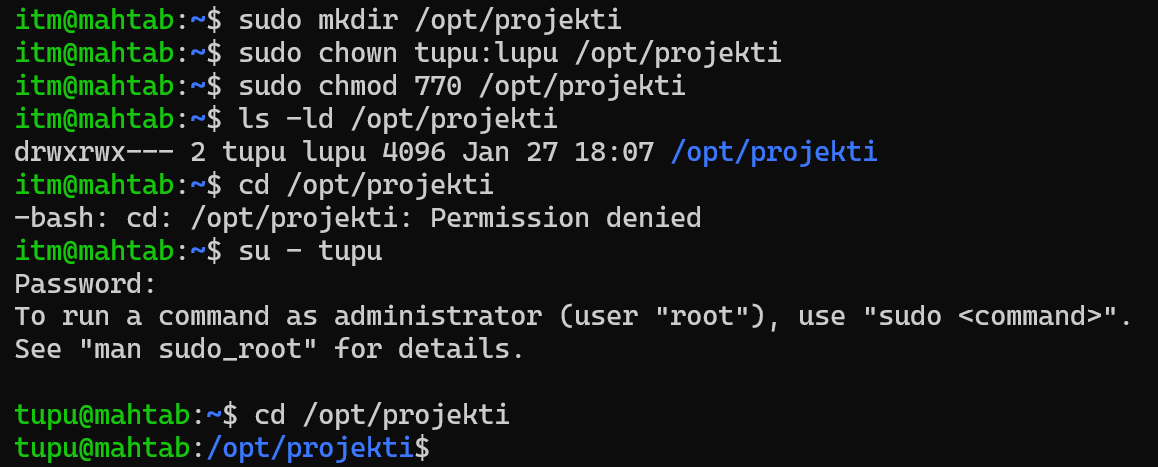 itm@mahtab:~$ sudo mkdir /opt/projekti
itm@mahtab:~$ sudo chown tupu:lupu /opt/projekti
itm@mahtab:~$ sudo chmod 770 /opt/projekti
itm@mahtab:~$ ls -ld /opt/projekti
drwxrwx--- 2 tupu lupu 4096 Jan 27 18:07 /opt/projekti
itm@mahtab:~$ cd /opt/projekti
-bash: cd: /opt/projekti: Permission denied
itm@mahtab:~$ su - tupu
Password:
To run a command as administrator (user "root"), use "sudo <command>".
See "man sudo_root" for details.

tupu@mahtab:~$ cd /opt/projekti
tupu@mahtab:/opt/projekti$